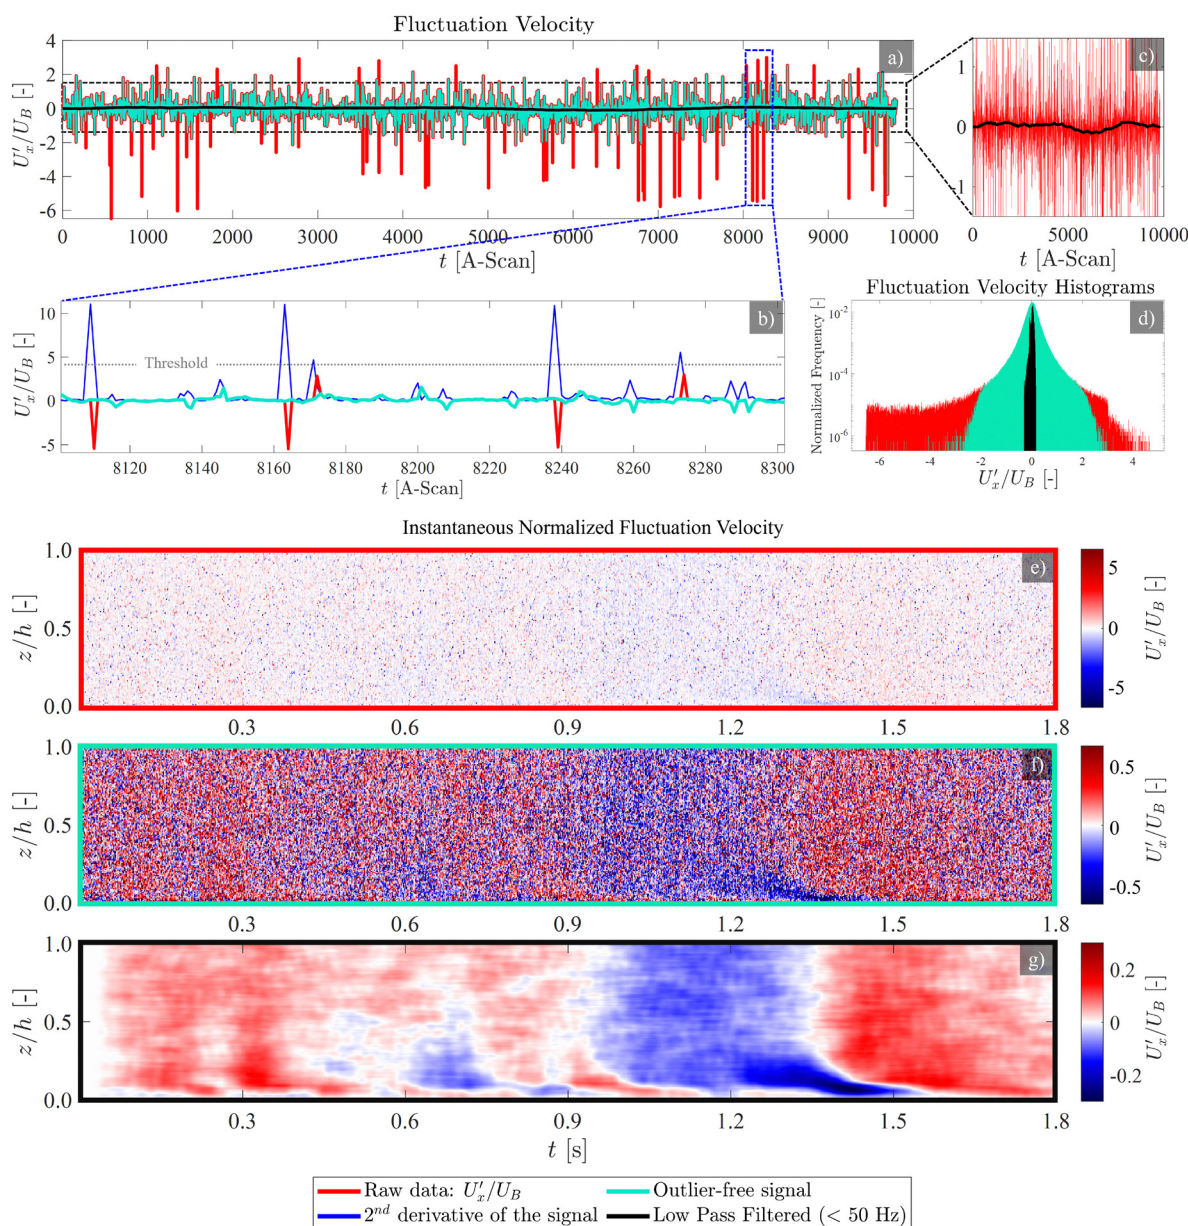 Fluctuation Velocity
a)
4
2
0
-2
-4
-6
U'x/UB [-]
0 1000 2000 3000 4000 5000 6000 7000 8000 9000 10000
t [A-Scan]
c)
1
0
-1
0 5000 10000
t [A-Scan]
b)
10
5
0
-5
U'x/UB [-]
Threshold
8120 8140 8160 8180 8200 8220 8240 8260 8280 8300
t [A-Scan]
Fluctuation Velocity Histograms
d)
Normalized Frequency [-]
10^-2
10^-4
10^-6
-6 -4 -2 0 2 4
U'x/UB [-]
Instantaneous Normalized Fluctuation Velocity
e)
1.0
0.5
0.0
z/h [-]
0.3 0.6 0.9 1.2 1.5 1.8
5
0
-5
U'x/UB [-]
f)
1.0
0.5
0.0
z/h [-]
0.3 0.6 0.9 1.2 1.5 1.8
0.5
0
-0.5
U'x/UB [-]
g)
1.0
0.5
0.0
z/h [-]
0.3 0.6 0.9 1.2 1.5 1.8
t [s]
0.2
0
-0.2
U'x/UB [-]
Raw data: U'x/UB
Outlier-free signal
2nd derivative of the signal
Low Pass Filtered (< 50 Hz)